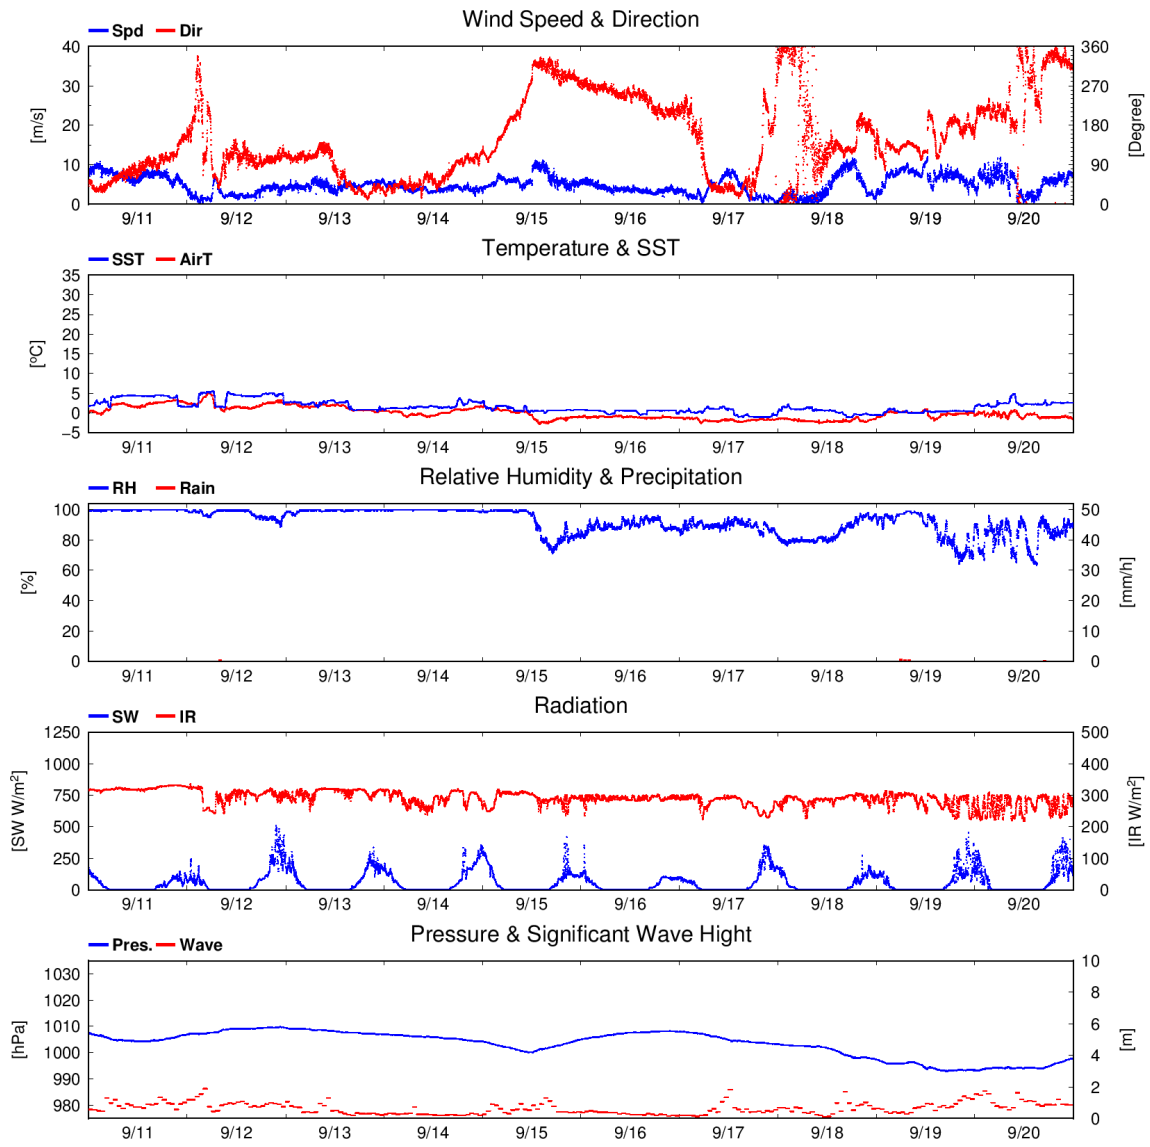 Wind Speed & Direction
Spd Dir
40 360
30 270
20 180
10 90
0 0
[m/s] [Degree]
9/11 9/12 9/13 9/14 9/15 9/16 9/17 9/18 9/19 9/20
Temperature & SST
SST AirT
35
30
25
20
15
10
5
0
−5
[°C]
9/11 9/12 9/13 9/14 9/15 9/16 9/17 9/18 9/19 9/20
Relative Humidity & Precipitation
RH Rain
100 50
80 40
60 30
40 20
20 10
0 0
[%] [mm/h]
9/11 9/12 9/13 9/14 9/15 9/16 9/17 9/18 9/19 9/20
Radiation
SW IR
1250 500
1000 400
750 300
500 200
250 100
0 0
[SW W/m²] [IR W/m²]
9/11 9/12 9/13 9/14 9/15 9/16 9/17 9/18 9/19 9/20
Pressure & Significant Wave Hight
Pres. Wave
10
1030
8
1020
1010 6
1000 4
990
2
980
0
[hPa] [m]
9/11 9/12 9/13 9/14 9/15 9/16 9/17 9/18 9/19 9/20